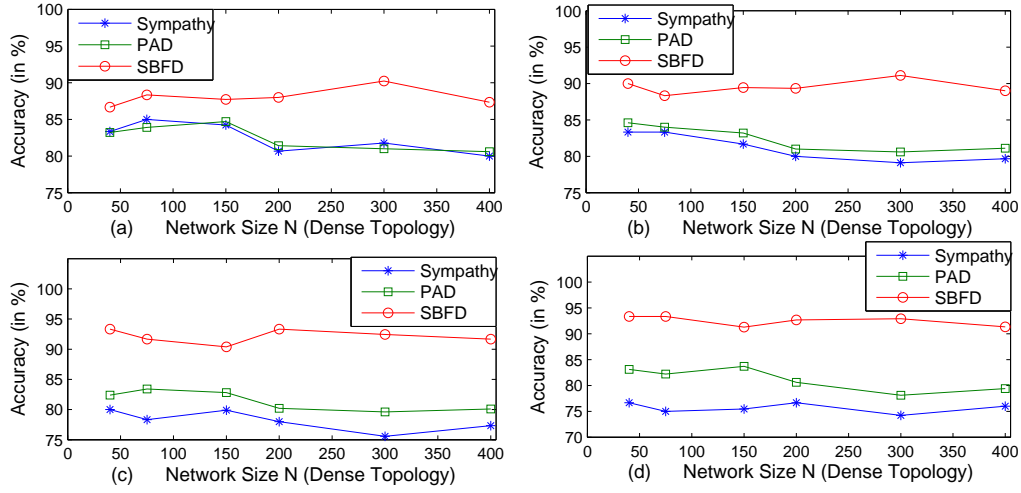 100
95
90
85
80
75
Accuracy (in %)
Sympathy
PAD
SBFD
0 50 100 150 200 250 300 350 400
(a) Network Size N (Dense Topology)
100
95
90
85
80
75
Accuracy (in %)
Sympathy
PAD
SBFD
0 50 100 150 200 250 300 350 400
(b) Network Size N (Dense Topology)
100
95
90
85
80
75
Accuracy (in %)
Sympathy
PAD
SBFD
0 50 100 150 200 250 300 350 400
(c) Network Size N (Dense Topology)
100
95
90
85
80
75
70
Accuracy (in %)
Sympathy
PAD
SBFD
0 50 100 150 200 250 300 350 400
(d) Network Size N (Dense Topology)